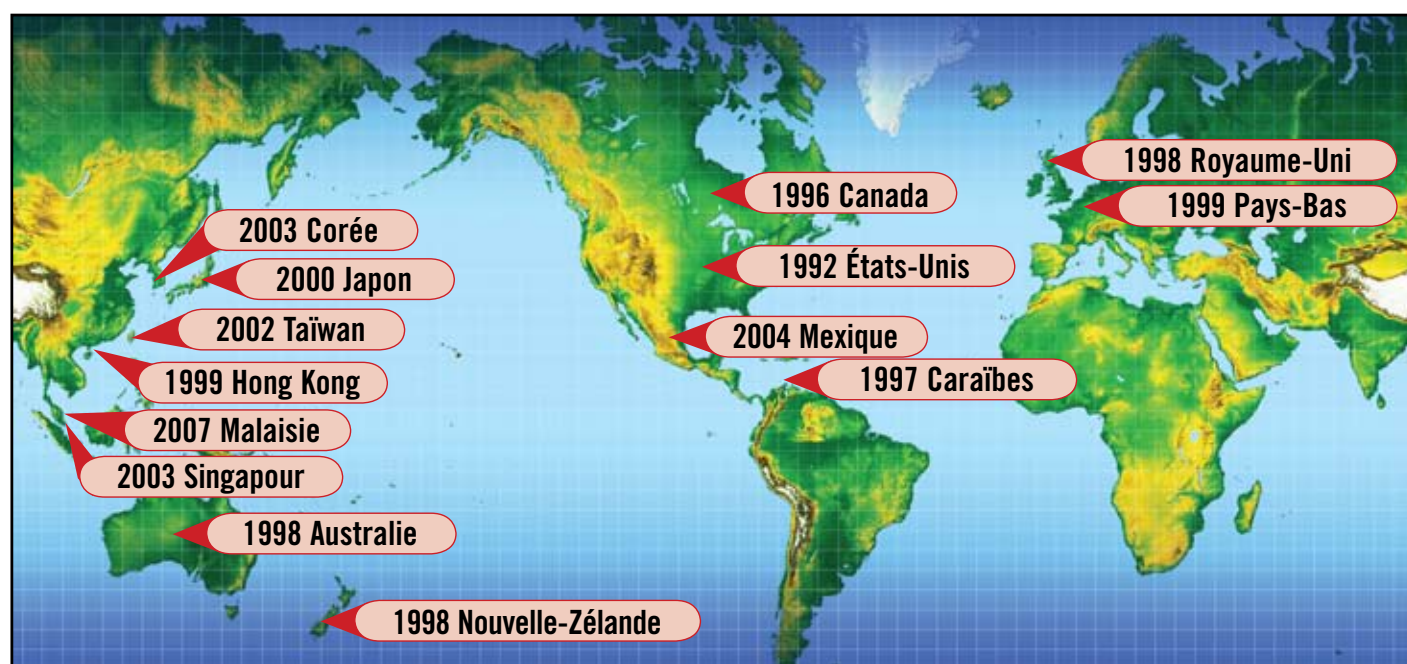 1998 Royaume-Uni
1996 Canada
1999 Pays-Bas
2003 Corée
1992 États-Unis
2000 Japon
2002 Taïwan
2004 Mexique
1999 Hong Kong
1997 Caraïbes
2007 Malaisie
2003 Singapour
1998 Australie
1998 Nouvelle-Zélande